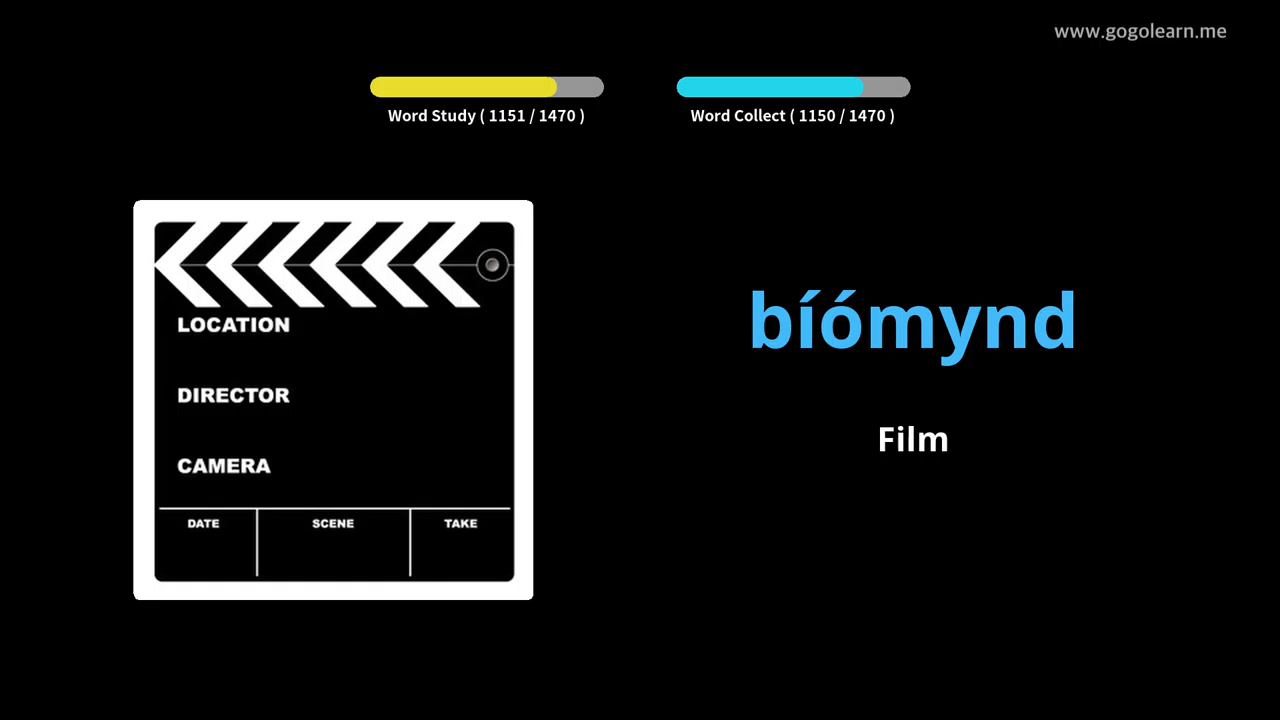 www.gogolearn.me
Word Study ( 1151 / 1470 )
Word Collect ( 1150 / 1470 )
LOCATION
DIRECTOR
CAMERA
DATE
SCENE
TAKE
bíómynd
Film